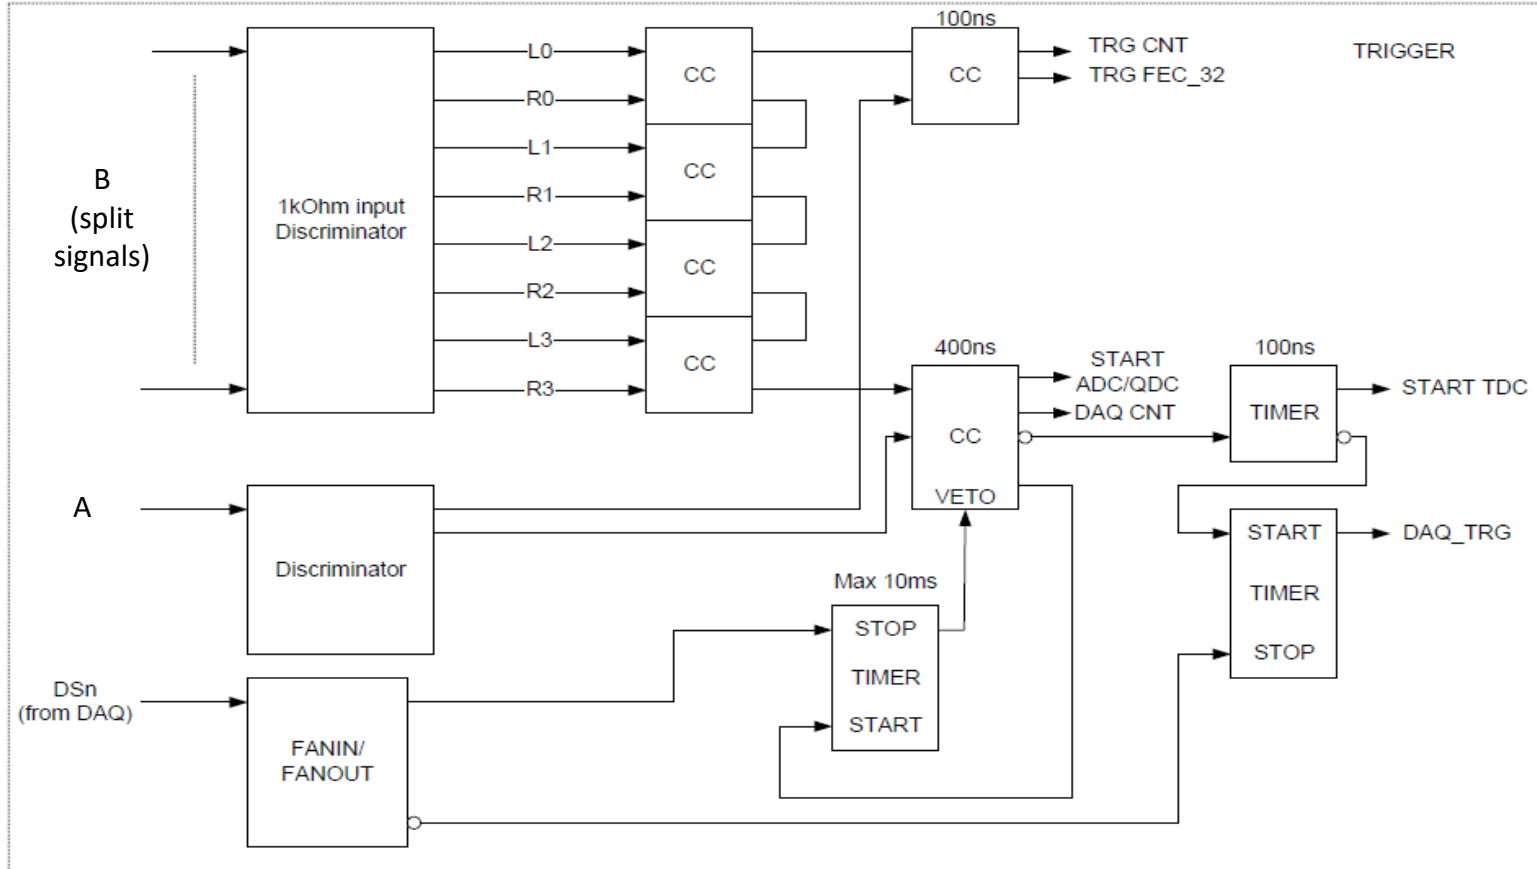 100ns
TRG CNT
TRIGGER
L0
CC
CC
TRG FEC_32
R0
L1
B
(split
signals)
CC
R1
1kOhm input
Discriminator
L2
CC
R2
L3
400ns
100ns
CC
START
ADC/QDC
START TDC
R3
DAQ CNT
TIMER
CC
VETO
A
START
DAQ_TRG
Discriminator
Max 10ms
TIMER
STOP
STOP
TIMER
DSn
(from DAQ)
START
FANIN/
FANOUT